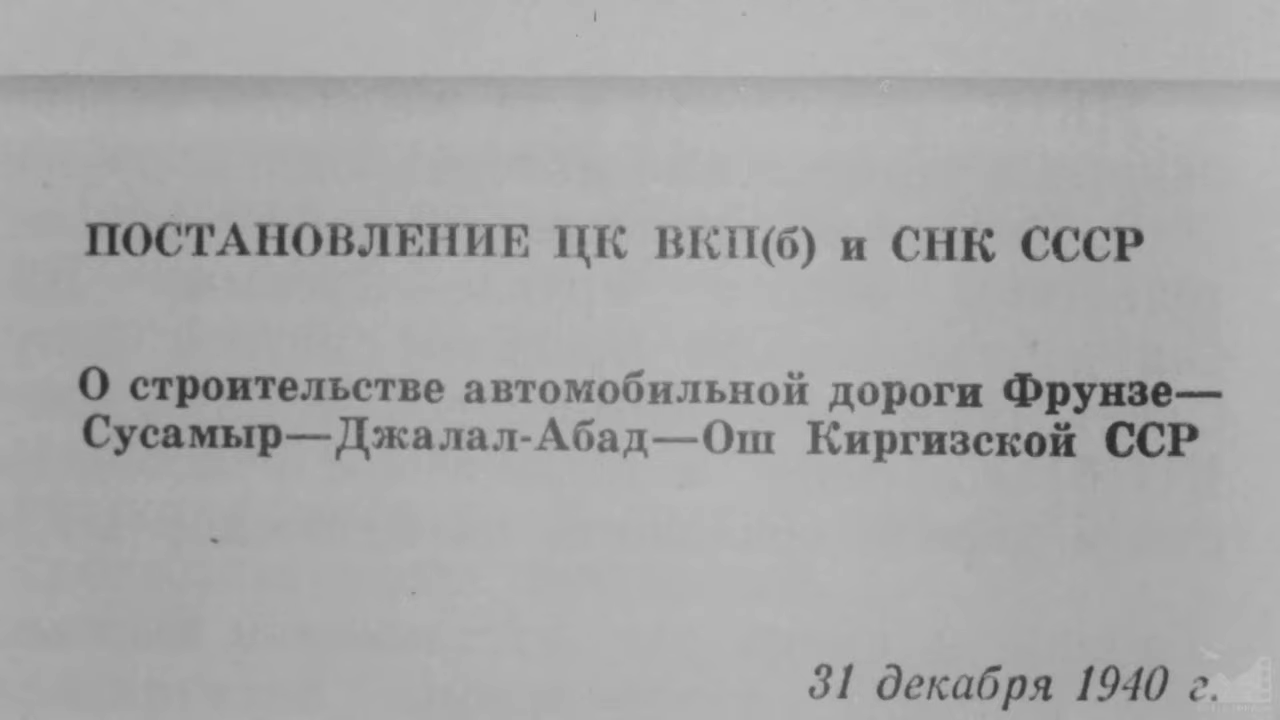 ПОСТАНОВЛЕНИЕ ЦК ВКП(б) и СНК СССР
О строительстве автомобильной дороги Фрунзе—
Сусамыр—Джалал-Абад—Ош Киргизской ССР
31 декабря 1940 г.